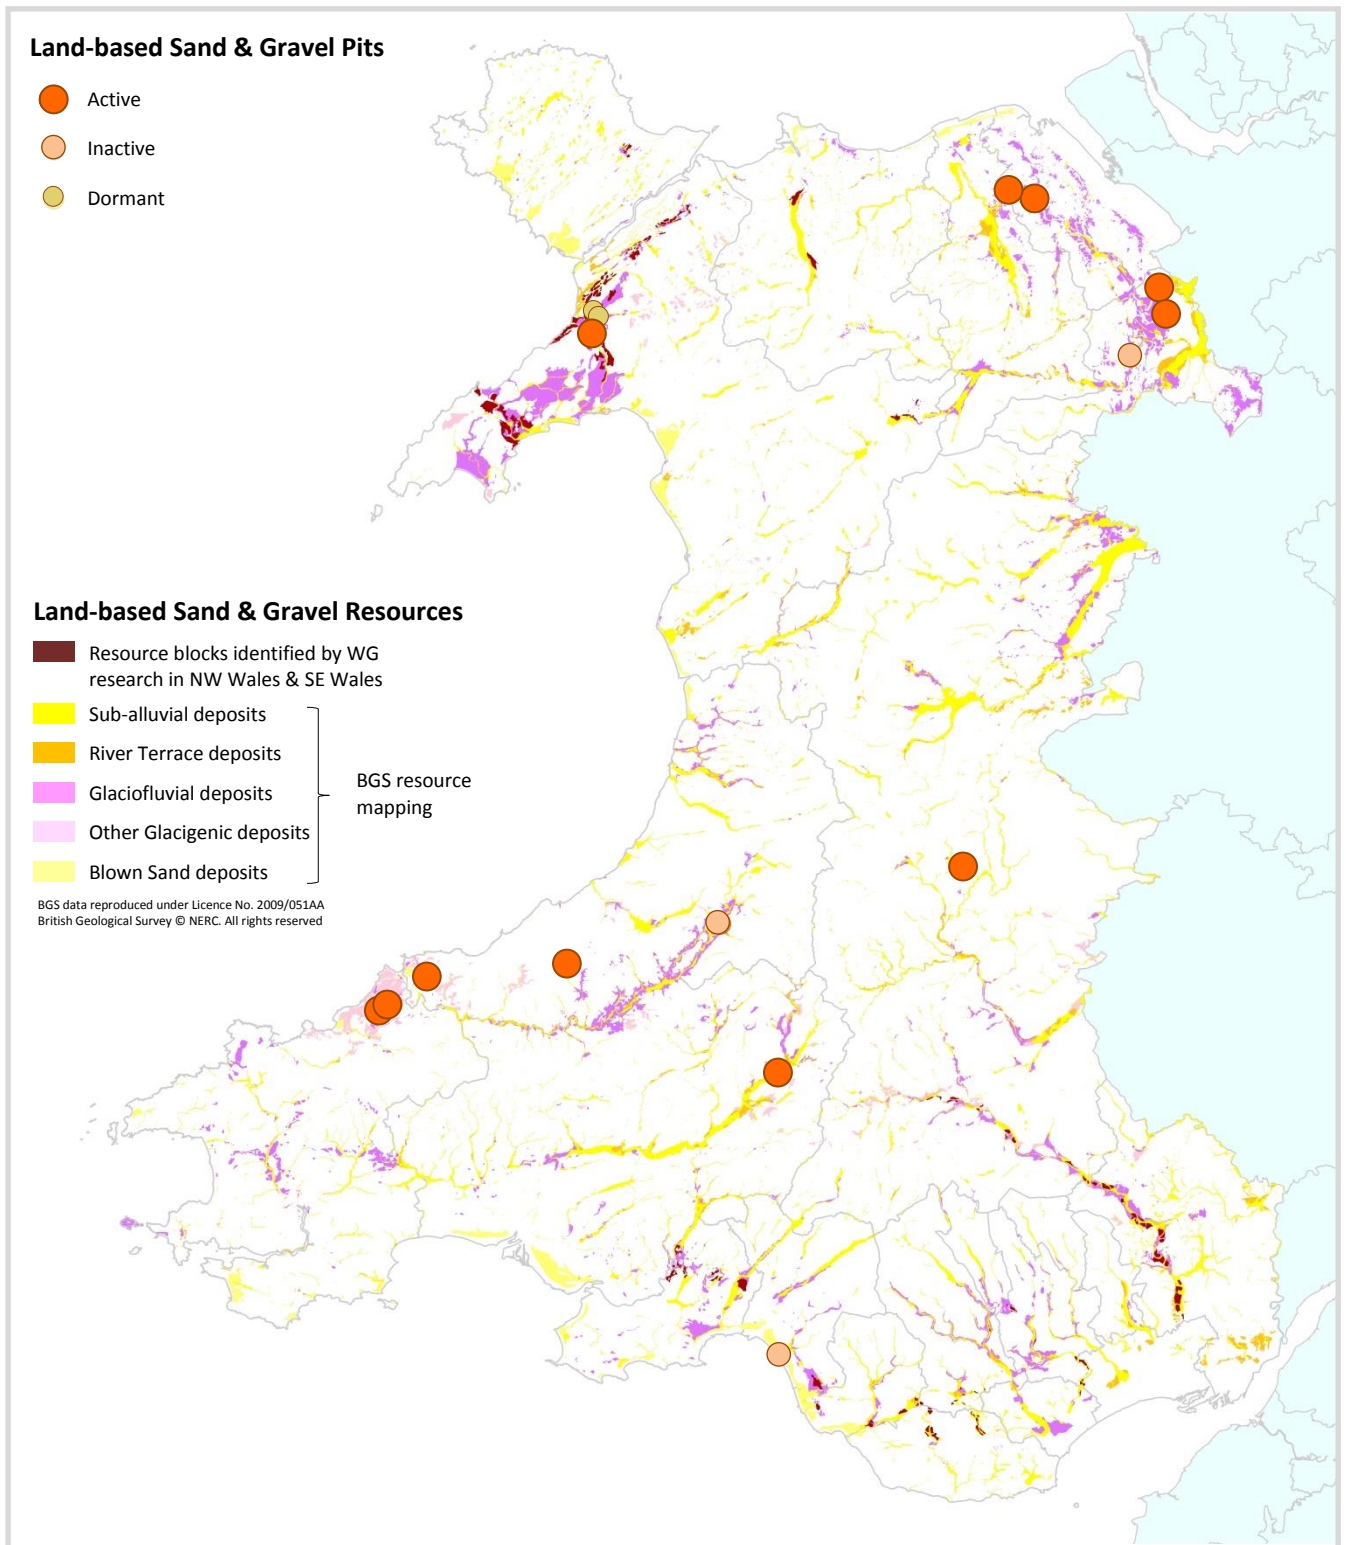 Land-based Sand & Gravel Pits
Active
Inactive
Dormant
Land-based Sand & Gravel Resources
Resource blocks identified by WG
research in NW Wales & SE Wales
Sub-alluvial deposits
River Terrace deposits
Glaciofluvial deposits
Other Glacigenic deposits
Blown Sand deposits
BGS resource
mapping
BGS data reproduced under Licence No. 2009/051AA
British Geological Survey © NERC. All rights reserved